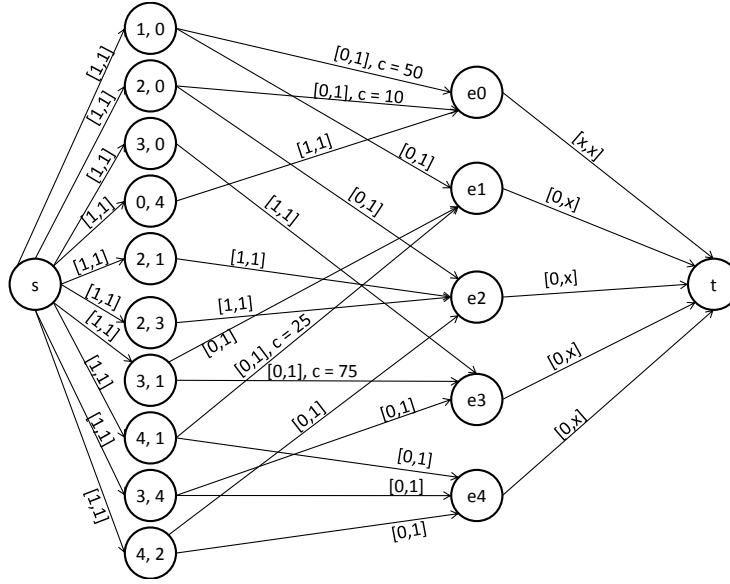 s
[1,1]
[1,1]
[1,1]
[1,1]
[1,1]
[1,1]
[1,1]
[1,1]
[1,1]
[1,1]
1, 0
2, 0
3, 0
0, 4
2, 1
2, 3
3, 1
4, 1
3, 4
4, 2
[0,1], c = 50
[0,1], c = 10
[1,1]
[0,1]
[0,1]
[1,1]
[1,1]
[1,1]
[0,1]
[0,1], c = 25
[0,1], c = 75
[0,1]
[0,1]
[0,1]
[0,1]
[0,1]
e0
e1
e2
e3
e4
[x,x]
[0,x]
[0,x]
[0,x]
[0,x]
t